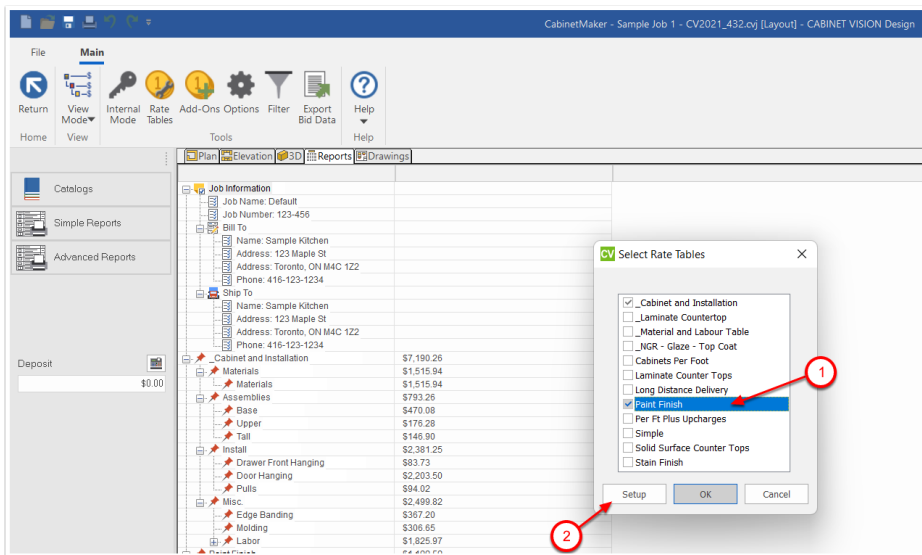 CabinetMaker - Sample Job 1 - CV2021_432.cvj [Layout] - CABINET VISION Design
File Main
Return View Mode Internal Mode Rate Tables Add-Ons Options Filter Export Bid Data Help
Home View Tools Help
Plan Elevation 3D Reports Drawings
Catalogs
Simple Reports
Advanced Reports
Deposit
$0.00
Job Information
Job Name: Default
Job Number: 123-456
Bill To
Name: Sample Kitchen
Address: 123 Maple St
Address: Toronto, ON M4C 1Z2
Phone: 416-123-1234
Ship To
Name: Sample Kitchen
Address: 123 Maple St
Address: Toronto, ON M4C 1Z2
Phone: 416-123-1234
_Cabinet and Installation $7,190.26
Materials $1,515.94
Materials $1,515.94
Assemblies $793.26
Base $470.08
Upper $176.28
Tall $146.90
Install $2,381.25
Drawer Front Hanging $83.73
Door Hanging $2,203.50
Pulls $94.02
Misc. $2,499.82
Edge Banding $367.20
Molding $306.65
Labor $1,825.97
Paint Finish
CV Select Rate Tables
_Cabinet and Installation
_Laminate Countertop
_Material and Labour Table
_NGR - Glaze - Top Coat
Cabinets Per Foot
Laminate Counter Tops
Long Distance Delivery
Paint Finish
Per Ft Plus Upcharges
Simple
Solid Surface Counter Tops
Stain Finish
Setup OK Cancel
1
2